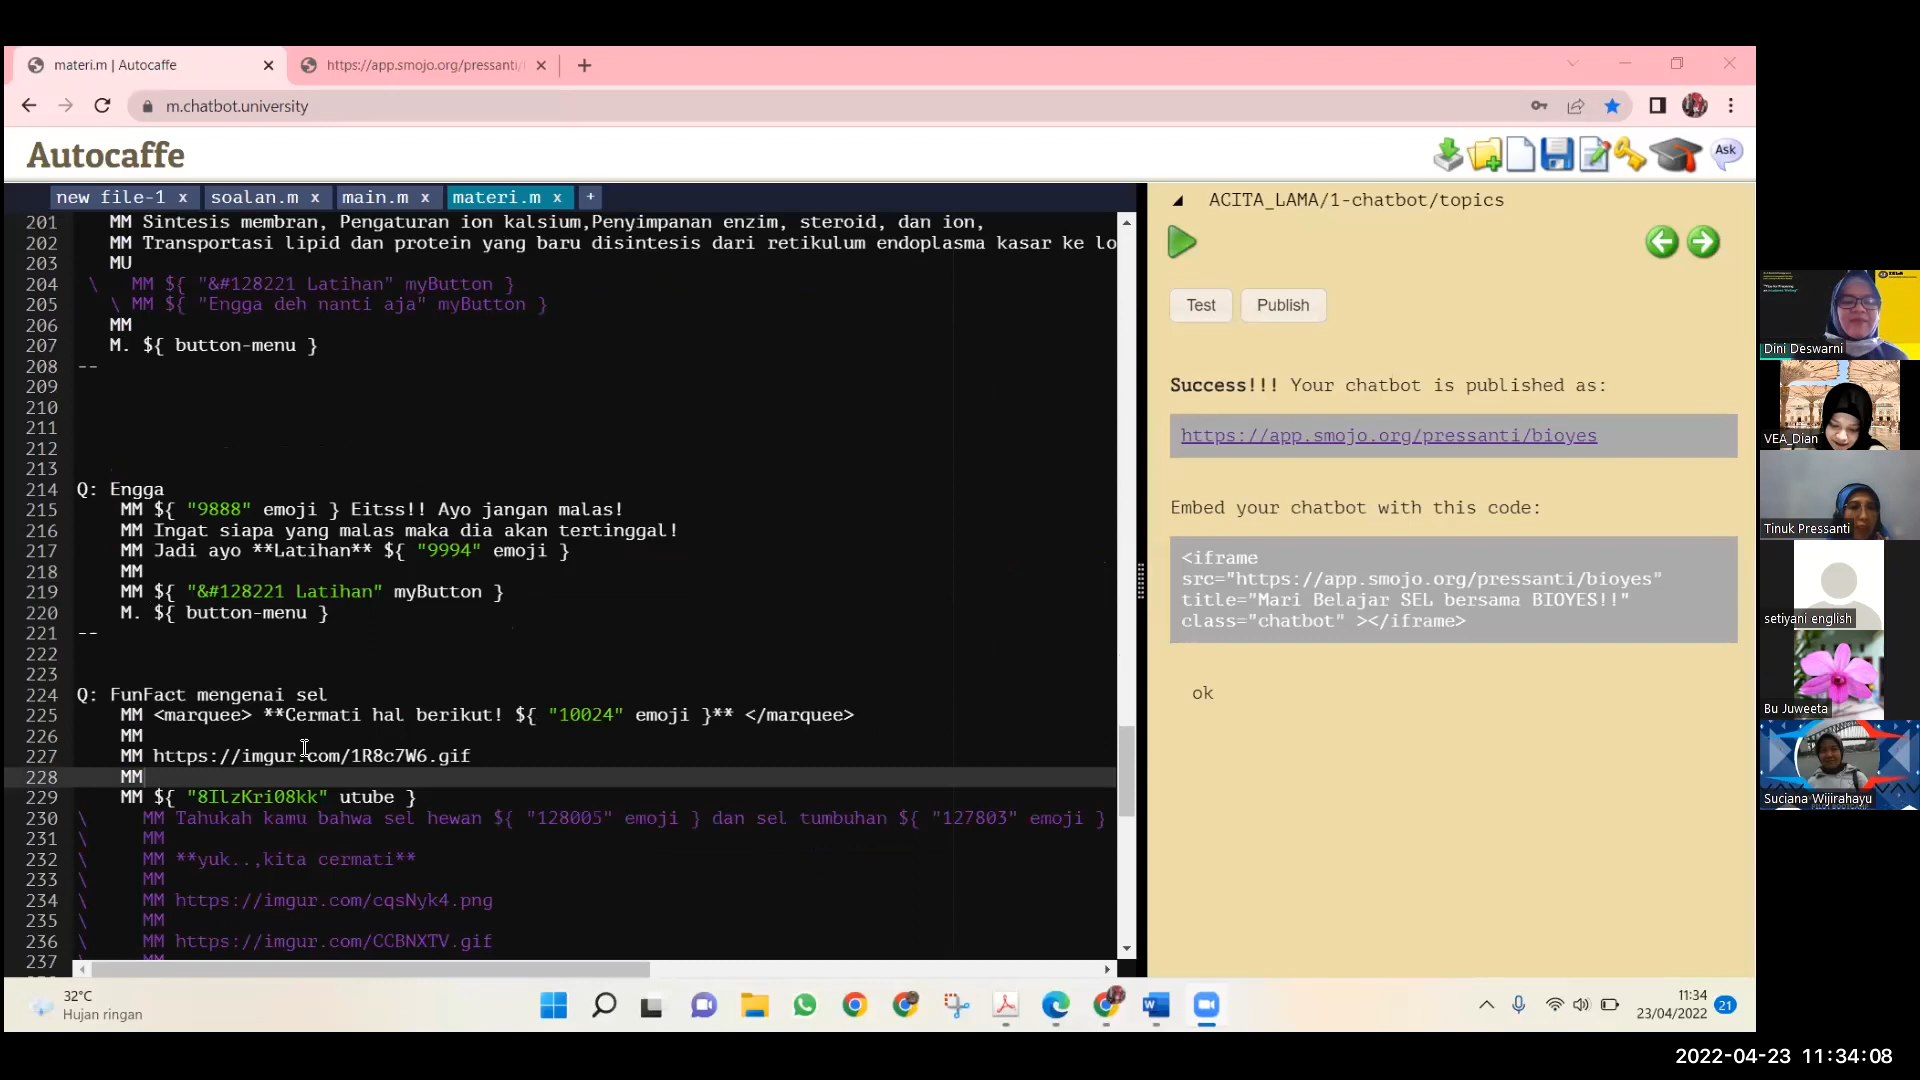 materi.m | Autocaffe
https://app.smojo.org/pressanti/
m.chatbot.university
Autocaffe
Ask
new file-1 x
soalan.m x
main.m x
materi.m x
+
201 MM Sintesis membran, Pengaturan ion kalsium,Penyimpanan enzim, steroid, dan ion,
202 MM Transportasi lipid dan protein yang baru disintesis dari retikulum endoplasma kasar ke lo
203 MU
204 \ MM ${ "&#128221 Latihan" myButton }
205 \ MM ${ "Engga deh nanti aja" myButton }
206 MM
207 M. ${ button-menu }
208 --
209
210
211
212
213
214 Q: Engga
215 MM ${ "9888" emoji } Eitss!! Ayo jangan malas!
216 MM Ingat siapa yang malas maka dia akan tertinggal!
217 MM Jadi ayo **Latihan** ${ "9994" emoji }
218 MM
219 MM ${ "&#128221 Latihan" myButton }
220 M. ${ button-menu }
221 --
222
223
224 Q: FunFact mengenai sel
225 MM <marquee> **Cermati hal berikut! ${ "10024" emoji }** </marquee>
226 MM
227 MM https://imgur.com/1R8c7W6.gif
228 MM
229 MM ${ "8IlzKri08kk" utube }
230 \ MM Tahukah kamu bahwa sel hewan ${ "128005" emoji } dan sel tumbuhan ${ "127803" emoji }
231 \ MM
232 \ MM **yuk..,kita cermati**
233 \ MM
234 \ MM https://imgur.com/cqsNyk4.png
235 \ MM
236 \ MM https://imgur.com/CCBNXTV.gif
237 MM
ACITA_LAMA/1-chatbot/topics
Test
Publish
Success!!! Your chatbot is published as:
https://app.smojo.org/pressanti/bioyes
Embed your chatbot with this code:
<iframe
src="https://app.smojo.org/pressanti/bioyes"
title="Mari Belajar SEL bersama BIOYES!!"
class="chatbot" ></iframe>
ok
Dini Deswarni
VEA_Dian
Tinuk Pressanti
setiyani english
Bu Juweeta
Suciana Wijirahayu
32°C
Hujan ringan
11:34
23/04/2022
21
2022-04-23 11:34:08